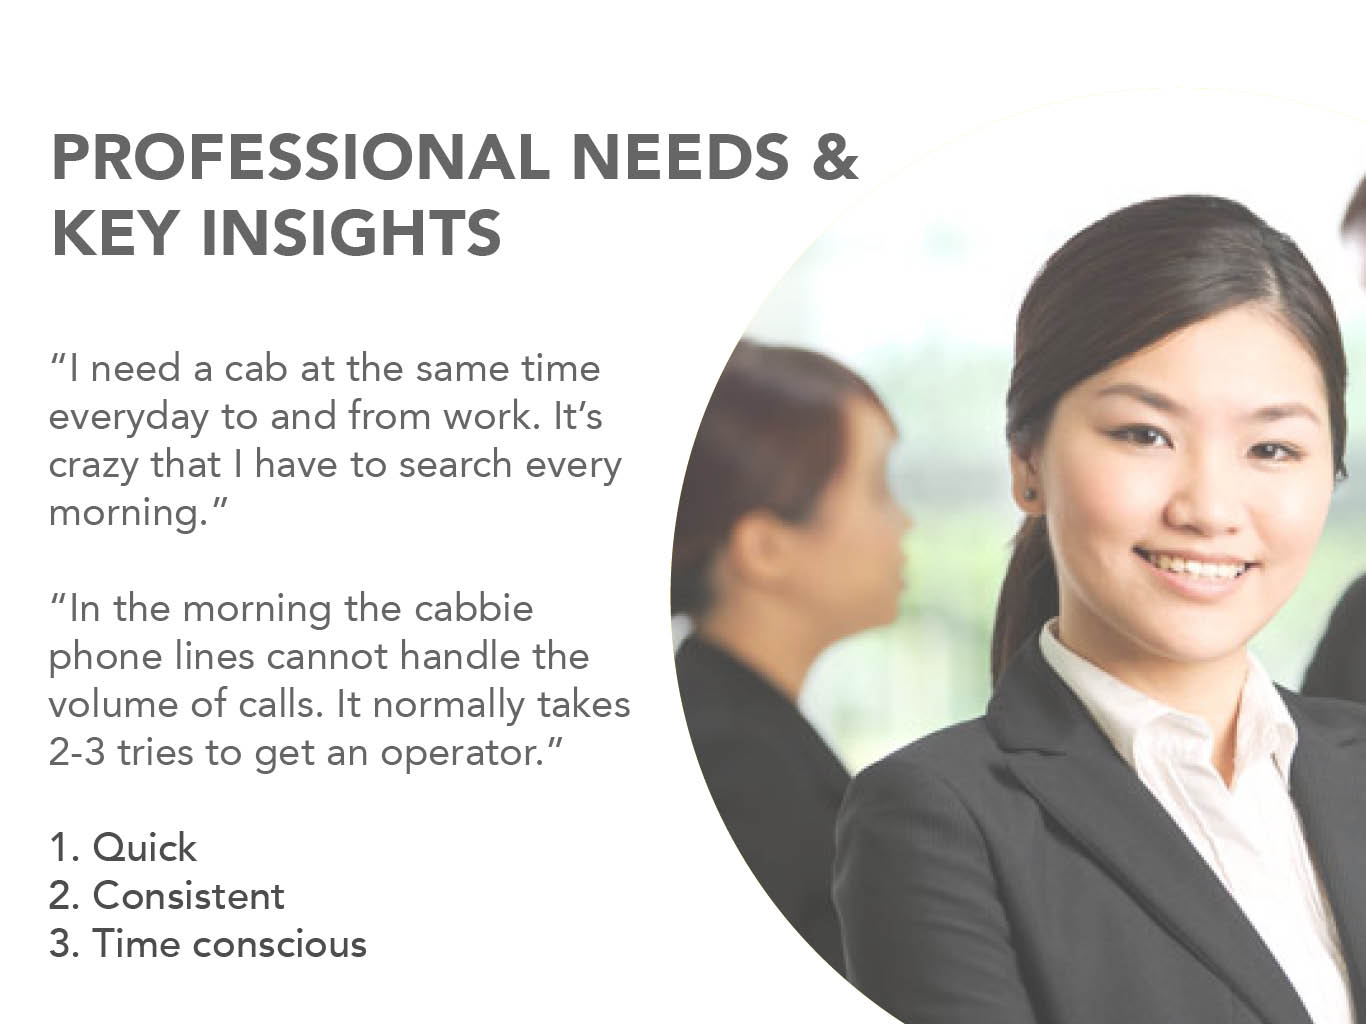 PROFESSIONAL NEEDS &
KEY INSIGHTS
“I need a cab at the same time
everyday to and from work. It’s
crazy that I have to search every
morning.”
“In the morning the cabbie
phone lines cannot handle the
volume of calls. It normally takes
2-3 tries to get an operator.”
1. Quick
2. Consistent
3. Time conscious